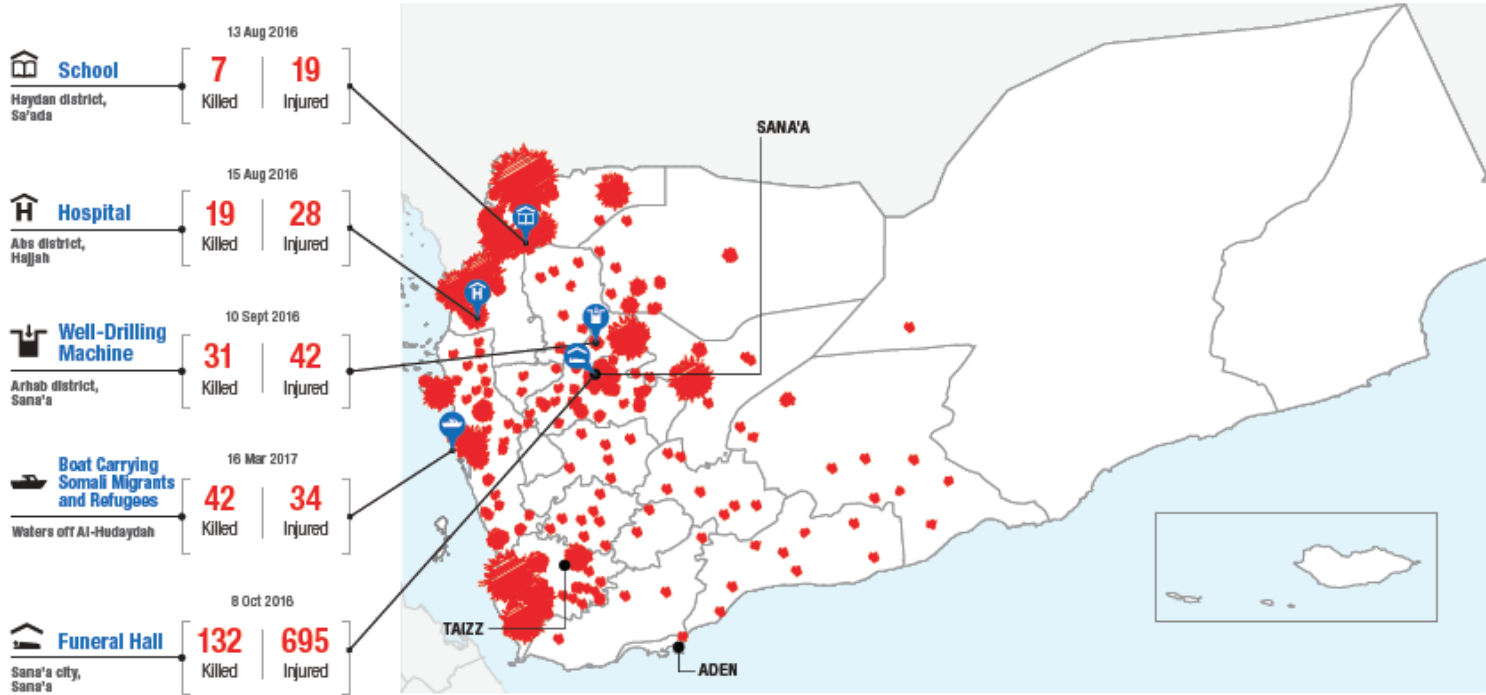 13 Aug 2016
School
7
19
Killed
Injured
Haydan district,
Sa'ada
15 Aug 2016
H
Hospital
19
28
Killed
Injured
Abs district,
Hajjah
10 Sept 2016
Well-Drilling
Machine
31
42
Killed
Injured
Arhab district,
Sana'a
16 Mar 2017
Boat Carrying
Somali Migrants
and Refugees
42
34
Killed
Injured
Waters off Al-Hudaydah
8 Oct 2016
Funeral Hall
132
695
Killed
Injured
Sana'a city,
Sana'a
SANA'A
H
TAIZZ
ADEN